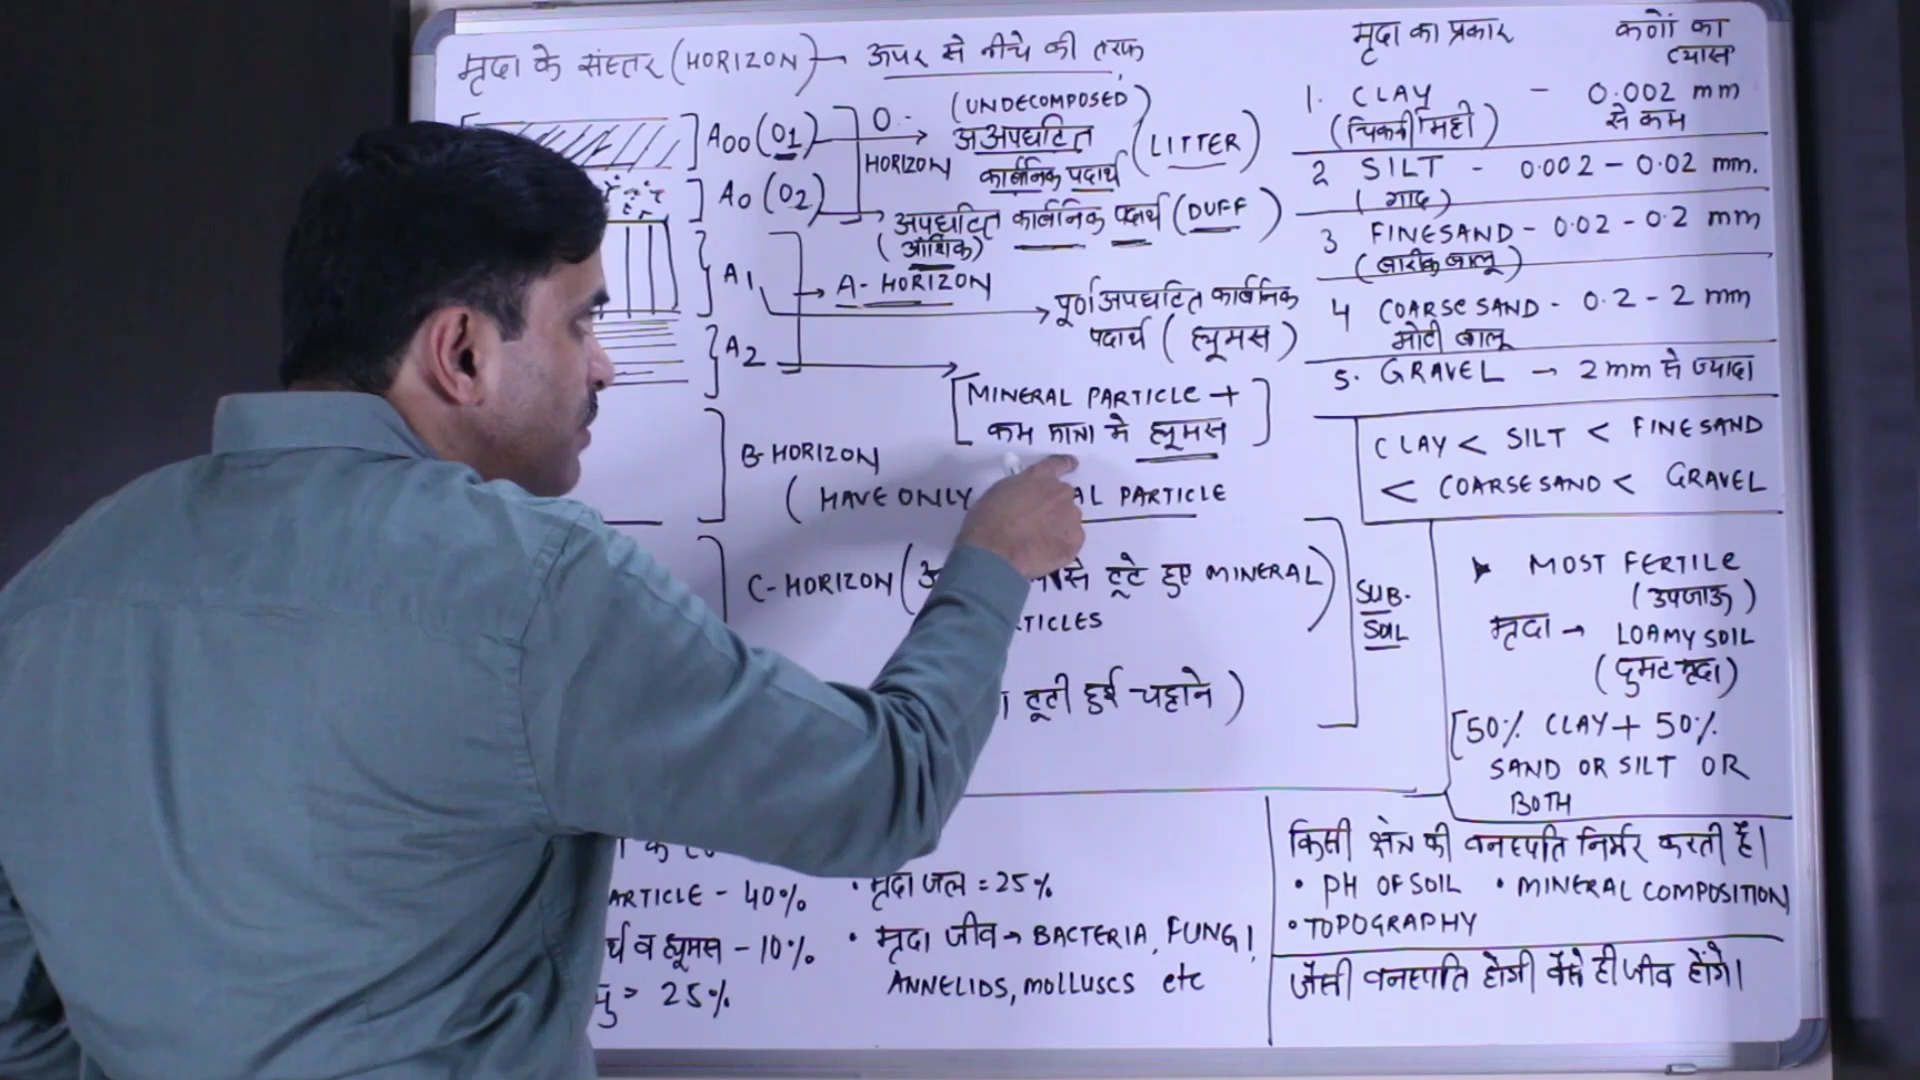 मृदा के संस्तर (HORIZON) — ऊपर से नीचे की तरफ
A00 (O1)
O--
HORIZON
(UNDECOMPOSED)
अअपघटित
कार्बनिक पदार्थ
(LITTER)
A0 (O2)
अपघटित कार्बनिक पदार्थ (DUFF)
(आंशिक)
A1
A- HORIZON
पूर्ण अपघटित कार्बनिक
पदार्थ (ह्यूमस)
A2
[MINERAL PARTICLE +
कम मात्रा मे ह्यूमस]
B-HORIZON
(HAVE ONLY AL PARTICLE
C-HORIZON ( से टूटे हुए MINERAL
TICLES )
टूटी हुई चट्टाने )
SUB-
SOIL
मृदा का प्रकार कणों का
व्यास
1. CLAY - 0.002 mm
(चिकनी मिट्टी) से कम
2 SILT - 0.002 - 0.02 mm.
(गाद)
3 FINESAND - 0.02 - 0.2 mm
(बारीक बालू)
4 COARSE SAND - 0.2 - 2 mm
मोटी बालू
5. GRAVEL — 2 mm से ज्यादा
CLAY < SILT < FINESAND
< COARSESAND < GRAVEL
➤ MOST FERTILE
(उपजाऊ)
मृदा → LOAMY SOIL
(दुमट मृदा)
[50% CLAY + 50%
SAND OR SILT OR
BOTH
ARTICLE - 40%
र्थ व ह्यूमस - 10%
25%
• मृदा जल = 25%
• मृदा जीव → BACTERIA, FUNGI,
ANNELIDS, MOLLUSCS etc
किसी क्षेत्र की वनस्पति निर्भर करती है।
• PH OF SOIL • MINERAL COMPOSITION
• TOPOGRAPHY
जैसी वनस्पति होगी वैसे ही जीव होंगे।